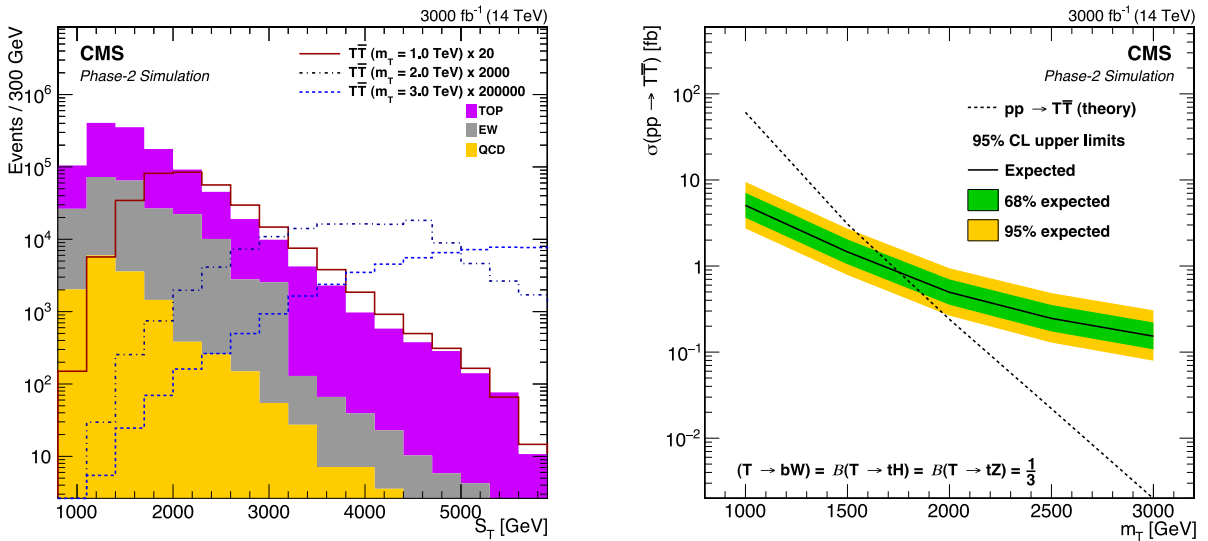 3000 fb⁻¹ (14 TeV)
CMS
Phase-2 Simulation
TT̅ (m_T = 1.0 TeV) x 20
TT̅ (m_T = 2.0 TeV) x 2000
TT̅ (m_T = 3.0 TeV) x 200000
TOP
EW
QCD
Events / 300 GeV
10⁶
10⁵
10⁴
10³
10²
10
1000 2000 3000 4000 5000
S_T [GeV]
3000 fb⁻¹ (14 TeV)
CMS
Phase-2 Simulation
pp → TT̅ (theory)
95% CL upper limits
Expected
68% expected
95% expected
σ(pp → TT̅) [fb]
10²
10
1
10⁻¹
10⁻²
(T → bW) = B(T → tH) = B(T → tZ) = 1/3
1000 1500 2000 2500 3000
m_T [GeV]